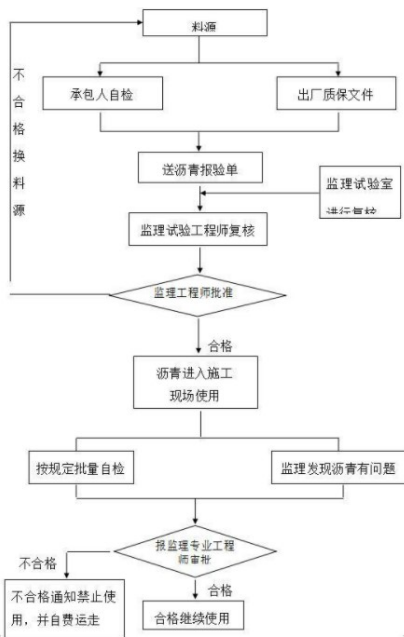 料源
不合格换料源
承包人自检
出厂质保文件
送沥青报验单
监理试验室
进行复核
监理试验工程师复核
监理工程师批准
合格
沥青进入施工
现场使用
按规定批量自检
监理发现沥青有问题
报监理专业工程
师审批
不合格
合格
不合格通知禁止使
用，并自费运走
合格继续使用